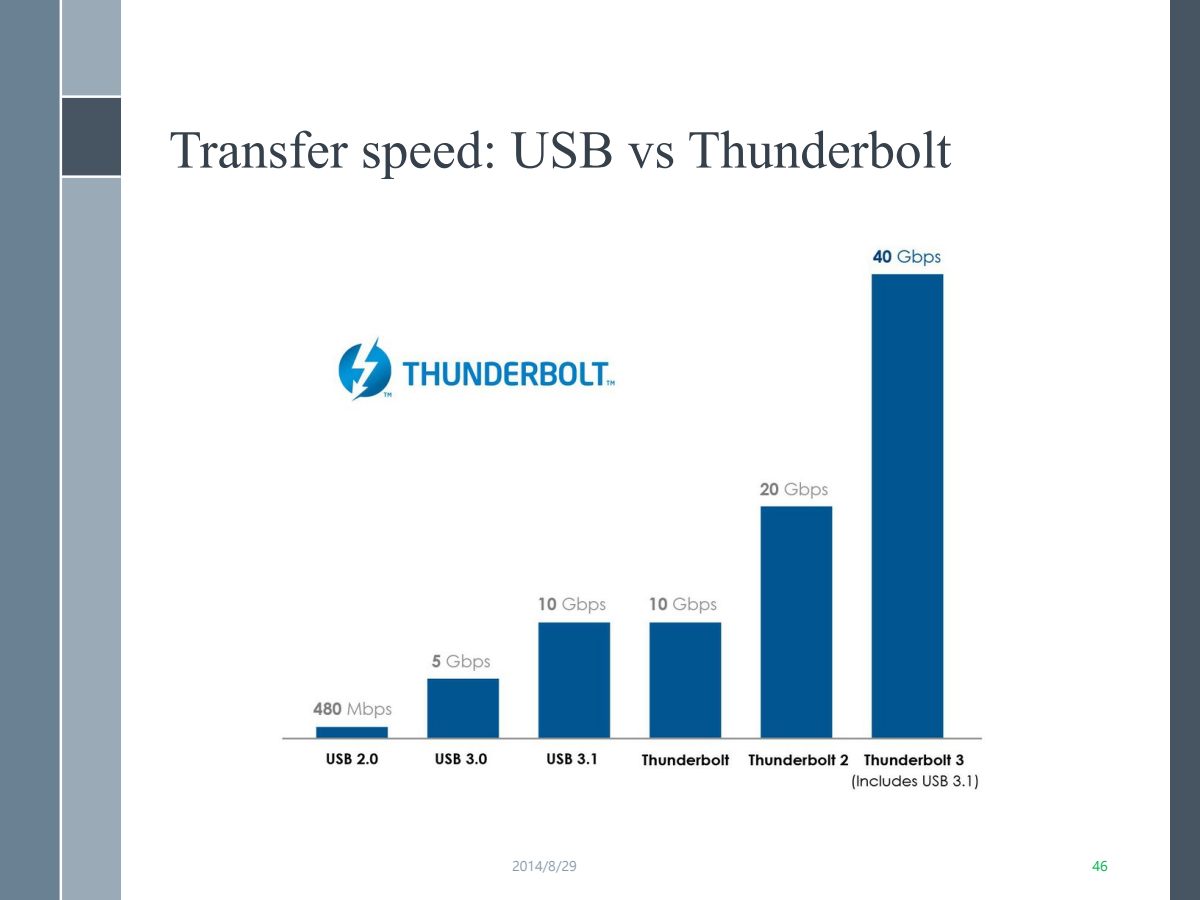 Transfer speed: USB vs Thunderbolt
40 Gbps
THUNDERBOLT™
™
20 Gbps
10 Gbps
10 Gbps
5 Gbps
480 Mbps
USB 2.0
USB 3.0
USB 3.1
Thunderbolt
Thunderbolt 2
Thunderbolt 3
(Includes USB 3.1)
2014/8/29
46